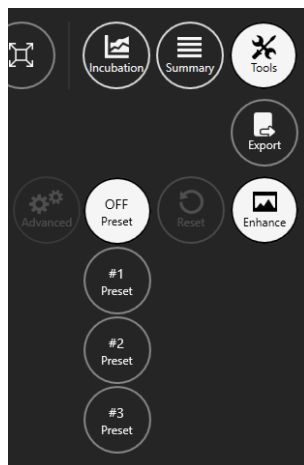 Incubation
Summary
Tools
Export
Advanced
OFF
Preset
Reset
Enhance
#1
Preset
#2
Preset
#3
Preset